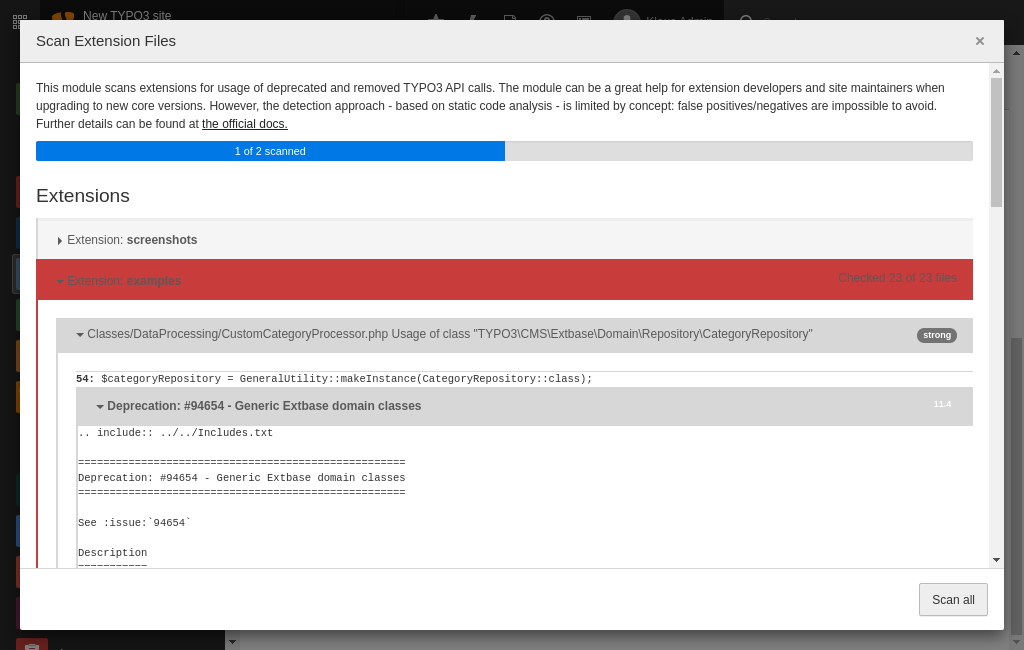 New TYPO3 site
Klaus Admin
Scan Extension Files
×
This module scans extensions for usage of deprecated and removed TYPO3 API calls. The module can be a great help for extension developers and site maintainers when
upgrading to new core versions. However, the detection approach - based on static code analysis - is limited by concept: false positives/negatives are impossible to avoid.
Further details can be found at the official docs.
1 of 2 scanned
Extensions
Extension: screenshots
Extension: examples Checked 23 of 23 files
Classes/DataProcessing/CustomCategoryProcessor.php Usage of class "TYPO3\CMS\Extbase\Domain\Repository\CategoryRepository" strong
54: $categoryRepository = GeneralUtility::makeInstance(CategoryRepository::class);
Deprecation: #94654 - Generic Extbase domain classes 11.4
.. include:: ../../Includes.txt
====================================================
Deprecation: #94654 - Generic Extbase domain classes
====================================================
See :issue:`94654`
Description
===========
Scan all